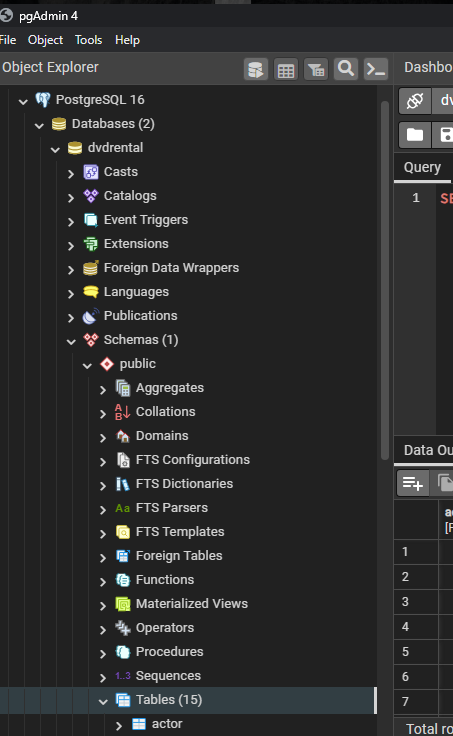 pgAdmin 4
File Object Tools Help
Object Explorer
Dashbo
PostgreSQL 16
Databases (2)
dvdrental
Casts
Catalogs
Event Triggers
Extensions
Foreign Data Wrappers
Languages
Publications
Schemas (1)
public
Aggregates
Collations
Domains
FTS Configurations
FTS Dictionaries
FTS Parsers
FTS Templates
Foreign Tables
Functions
Materialized Views
Operators
Procedures
1..3 Sequences
Tables (15)
actor
dv
Query
1 SE
Data Ou
ac
[P
1
2
3
4
5
6
7
Total ro